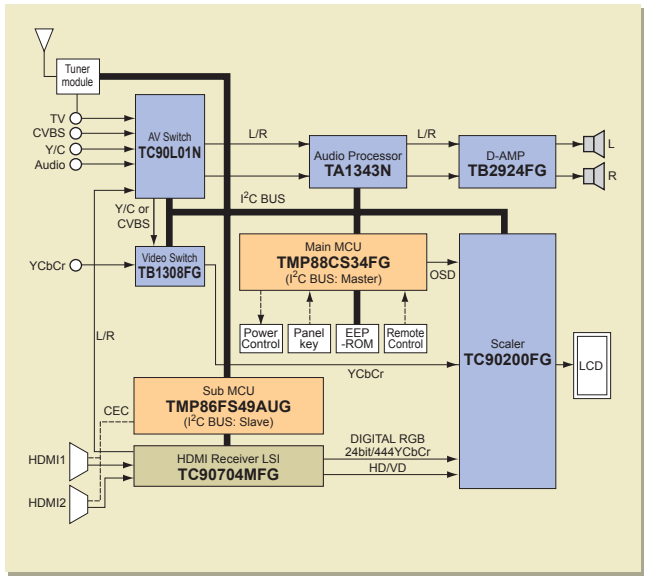 Tuner
module
TV
CVBS
Y/C
Audio
AV Switch
TC90L01N
L/R
Audio Processor
TA1343N
L/R
D-AMP
TB2924FG
L
R
I2C BUS
Y/C or
CVBS
YCbCr
Video Switch
TB1308FG
Main MCU
TMP88CS34FG
(I2C BUS: Master)
OSD
Power
Control
Panel
key
EEP
-ROM
Remote
Control
Scaler
TC90200FG
LCD
L/R
YCbCr
Sub MCU
TMP86FS49AUG
(I2C BUS: Slave)
CEC
HDMI1
HDMI2
HDMI Receiver LSI
TC90704MFG
DIGITAL RGB
24bit/444YCbCr
HD/VD